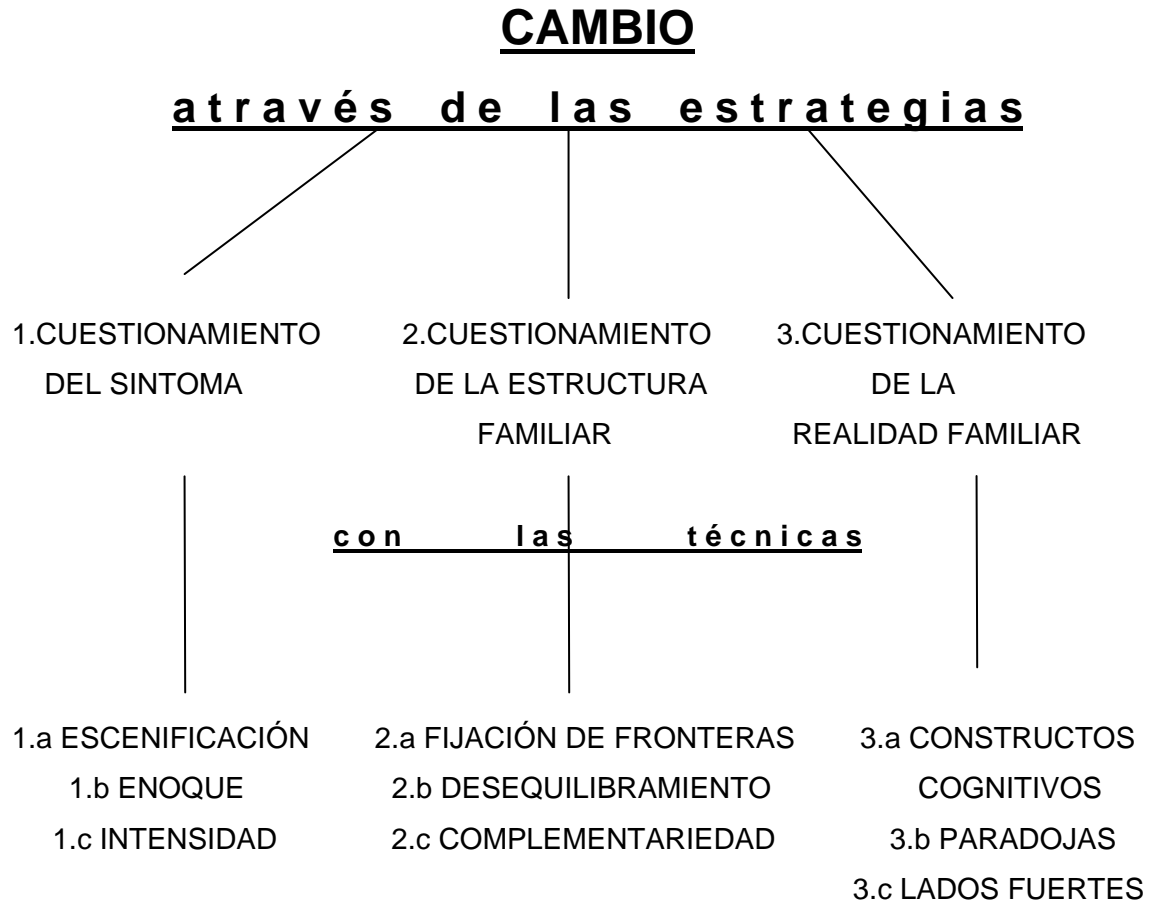 CAMBIO
a través de las estrategias
1.CUESTIONAMIENTO
DEL SINTOMA
2.CUESTIONAMIENTO
DE LA ESTRUCTURA
FAMILIAR
3.CUESTIONAMIENTO
DE LA
REALIDAD FAMILIAR
con las técnicas
1.a ESCENIFICACIÓN
1.b ENOQUE
1.c INTENSIDAD
2.a FIJACIÓN DE FRONTERAS
2.b DESEQUILIBRAMIENTO
2.c COMPLEMENTARIEDAD
3.a CONSTRUCTOS
COGNITIVOS
3.b PARADOJAS
3.c LADOS FUERTES